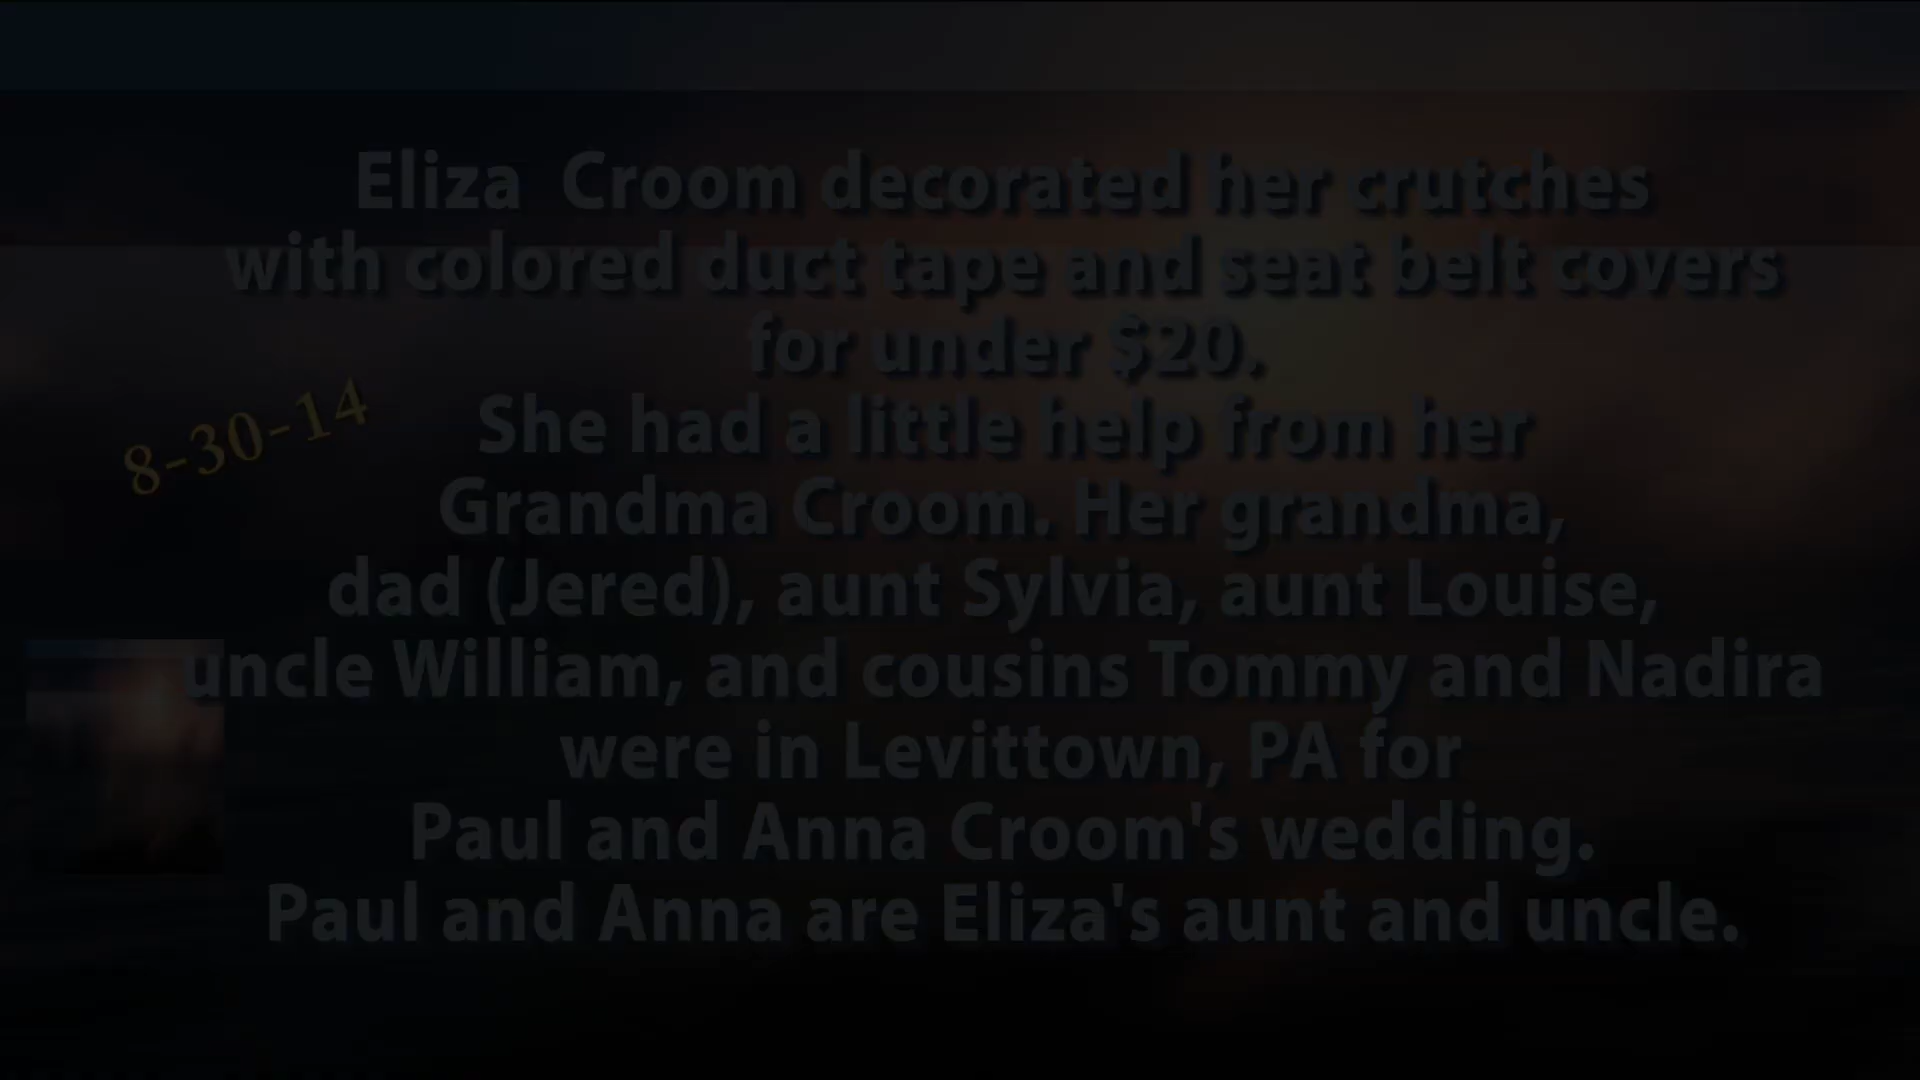 Eliza  Croom decorated her crutches
with colored duct tape and seat belt covers
for under $20.
8-30-14
She had a little help from her
Grandma Croom. Her grandma,
dad (Jered), aunt Sylvia, aunt Louise,
uncle William, and cousins Tommy and Nadira
were in Levittown, PA for
Paul and Anna Croom's wedding.
Paul and Anna are Eliza's aunt and uncle.